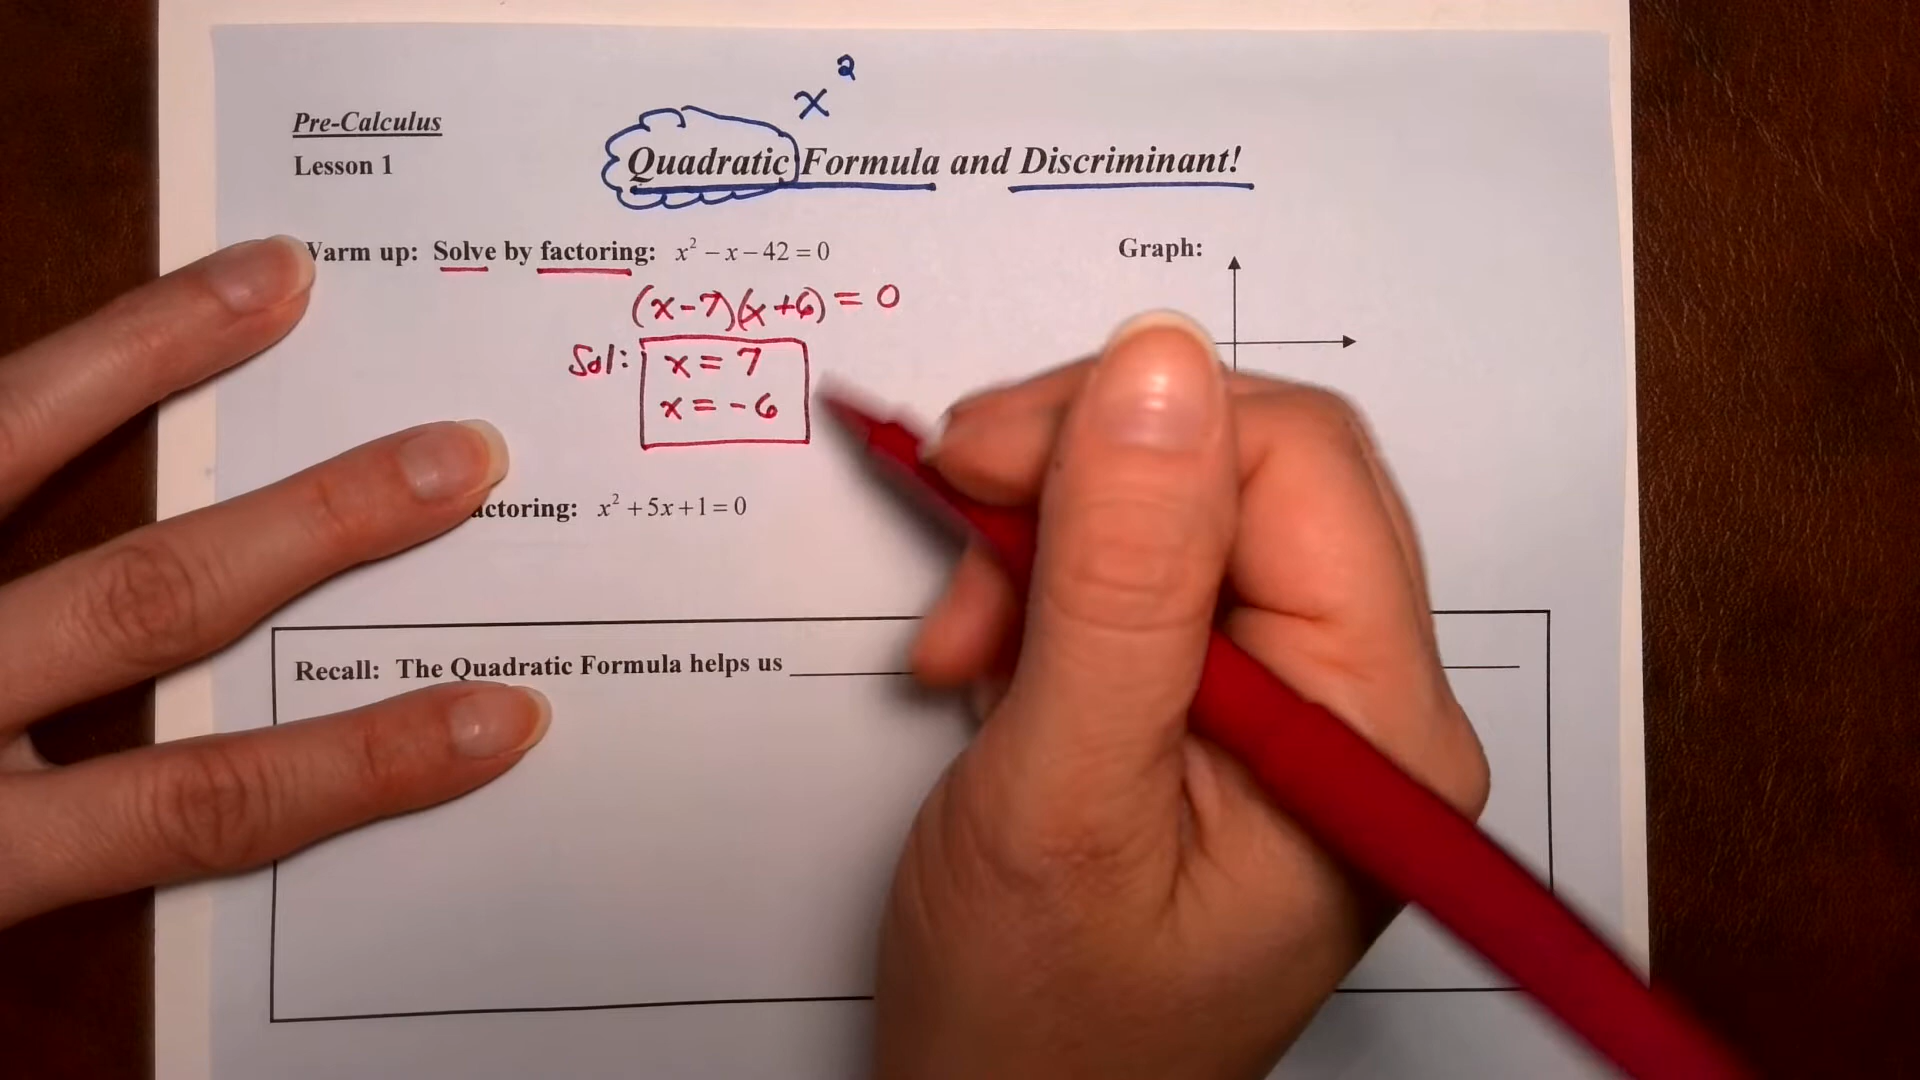 x²
Pre-Calculus
Lesson 1
Quadratic Formula and Discriminant!
Warm up: Solve by factoring: x² − x − 42 = 0
Graph:
(x-7)(x+6) = 0
Sol: x = 7
x = -6
factoring: x² + 5x + 1 = 0
Recall: The Quadratic Formula helps us